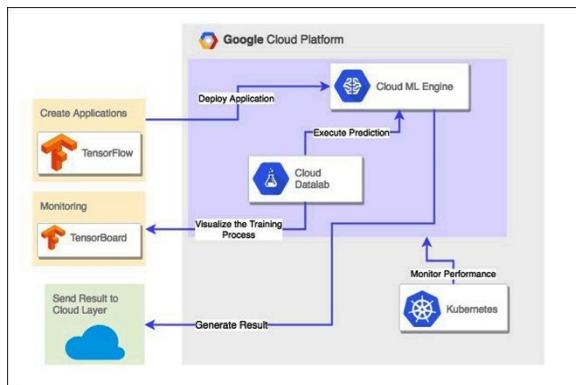 Google Cloud Platform
Cloud ML Engine
Deploy Application
Create Applications
TensorFlow
Execute Prediction
Cloud
Datalab
Monitoring
TensorBoard
Visualize the Training
Process
Monitor Performance
Send Result to
Cloud Layer
Kubernetes
Generate Result